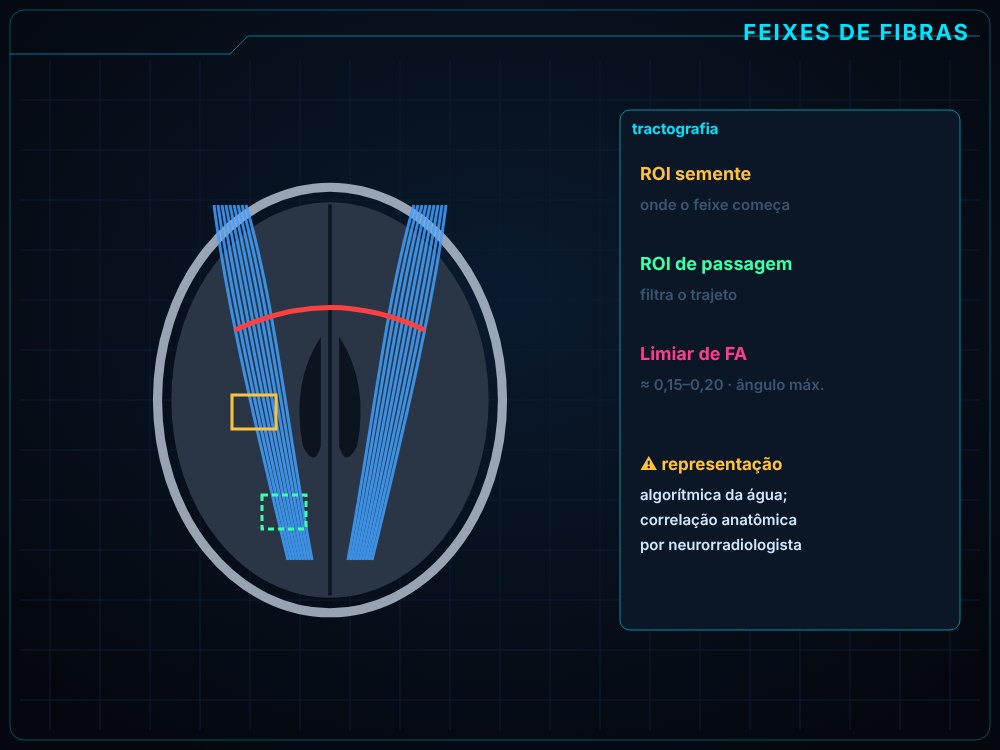 FEIXES DE FIBRAS
tractografia
ROI semente
onde o feixe começa
ROI de passagem
filtra o trajeto
Limiar de FA
≈ 0,15–0,20 · ângulo máx.
⚠ representação
algorítmica da água;
correlação anatômica
por neurorradiologista